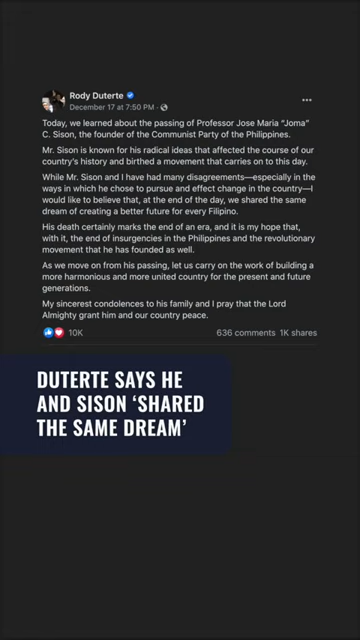 Rody Duterte
December 17 at 7:50 PM ·
Today, we learned about the passing of Professor Jose Maria “Joma”
C. Sison, the founder of the Communist Party of the Philippines.
Mr. Sison is known for his radical ideas that affected the course of our
country’s history and birthed a movement that carries on to this day.
While Mr. Sison and I have had many disagreements—especially in the
ways in which he chose to pursue and effect change in the country—I
would like to believe that, at the end of the day, we shared the same
dream of creating a better future for every Filipino.
His death certainly marks the end of an era, and it is my hope that,
with it, the end of insurgencies in the Philippines and the revolutionary
movement that he has founded as well.
As we move on from his passing, let us carry on the work of building a
more harmonious and more united country for the present and future
generations.
My sincerest condolences to his family and I pray that the Lord
Almighty grant him and our country peace.
10K 636 comments 1K shares
DUTERTE SAYS HE
AND SISON ‘SHARED
THE SAME DREAM’